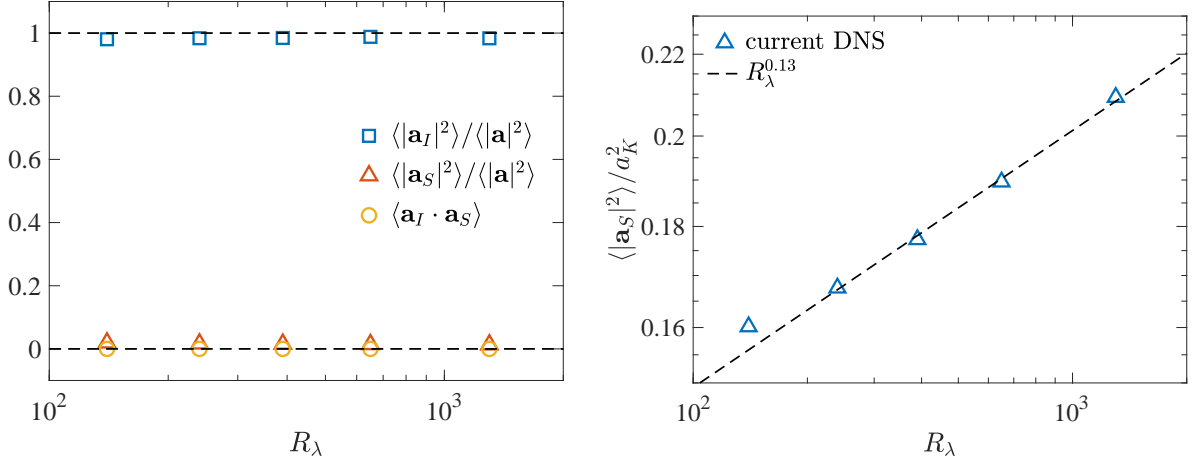 1
0.8
0.6
0.4
0.2
0
⟨|𝐚_I|²⟩/⟨|𝐚|²⟩
⟨|𝐚_S|²⟩/⟨|𝐚|²⟩
⟨𝐚_I · 𝐚_S⟩
10² 10³
R_λ
0.22
0.2
0.18
0.16
⟨|𝐚_S|²⟩/a_K²
current DNS
R_λ^0.13
10² 10³
R_λ